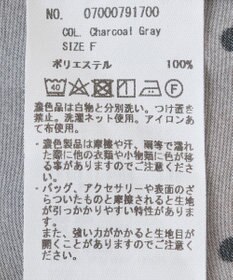 NO. 07000791700
COL. Charcoal Gray
SIZE F
ポリエステル 100%
40
濃色品は白物と分別洗い。つけ置き
禁止。洗濯ネット使用。アイロンあ
て布使用。
・濃色製品は摩擦や汗、雨等で濡れ
た際に他の衣類や小物類に色が移
る事がありますのでご注意くださ
い。
・バッグ、アクセサリーや表面のざ
らついたものと摩擦されると生地
が引っかかりやすい特性がありま
す。
また、強い力がかかると生地目が
開くことがありますのでご注意く
ださい。